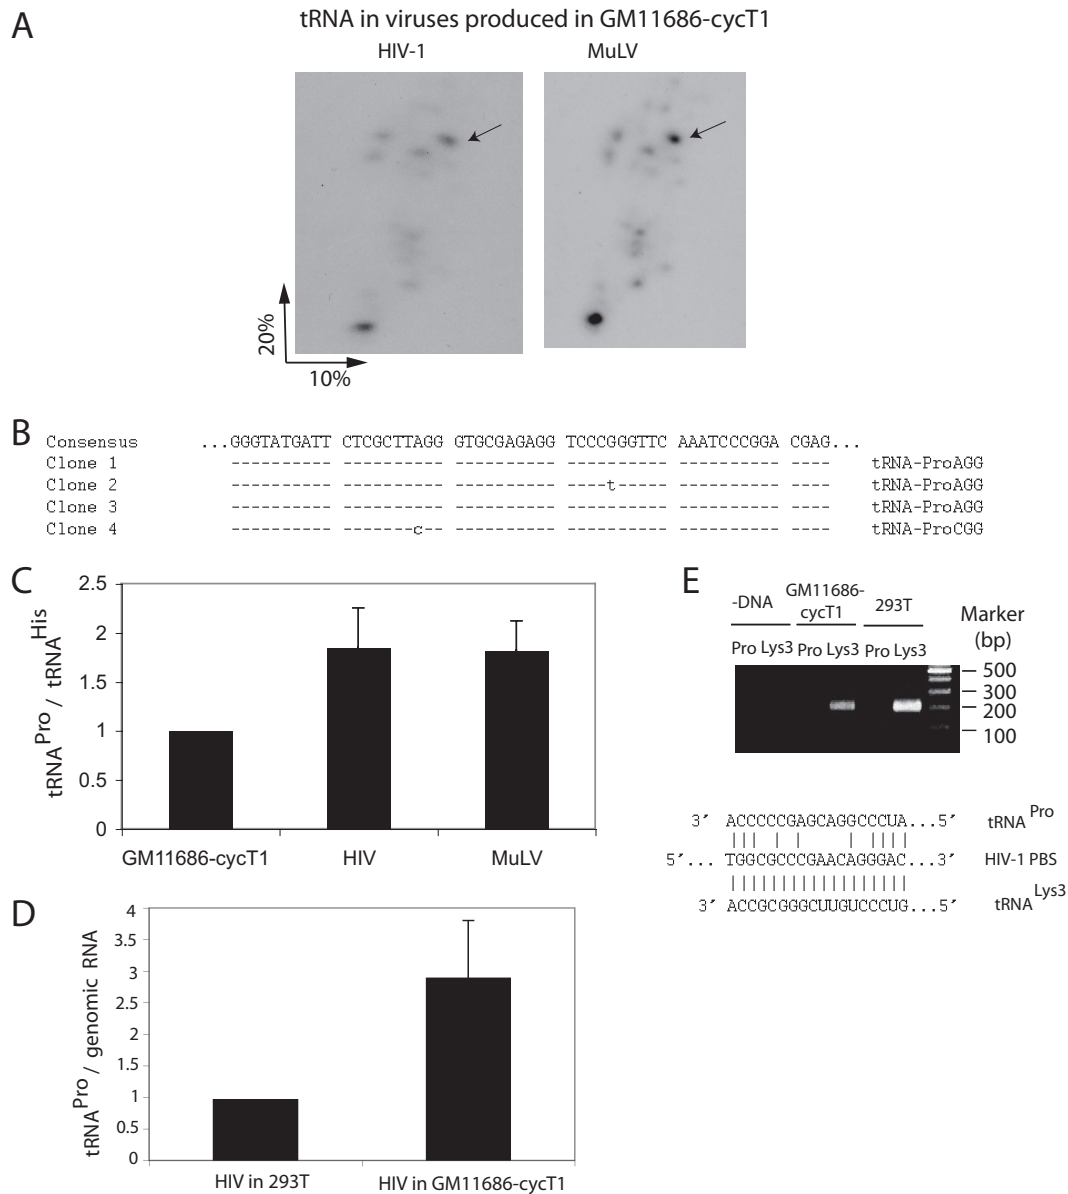 A
tRNA in viruses produced in GM11686-cycT1
HIV-1
MuLV
20%
10%
B
Consensus ...GGGTATGATT CTCGCTTAGG GTGCGAGAGG TCCCGGGTTC AAATCCCGGA CGAG...
Clone 1 ---------- ---------- ---------- ---------- ---------- ---- tRNA-ProAGG
Clone 2 ---------- ---------- ---------- ----t----- ---------- ---- tRNA-ProAGG
Clone 3 ---------- ---------- ---------- ---------- ---------- ---- tRNA-ProAGG
Clone 4 ---------- -------c-- ---------- ---------- ---------- ---- tRNA-ProCGG
C
tRNAPro / tRNAHis
2.5
2
1.5
1
0.5
0
GM11686-cycT1
HIV
MuLV
D
tRNAPro / genomic RNA
4
3.5
3
2.5
2
1.5
1
0.5
0
HIV in 293T
HIV in GM11686-cycT1
E
-DNA
GM11686-
cycT1
293T
Marker
(bp)
Pro Lys3 Pro Lys3 Pro Lys3
500
300
200
100
3′ ACCCCCGAGCAGGCCCUA...5′ tRNAPro
5′... TGGCGCCCGAACAGGGAC...3′ HIV-1 PBS
3′ ACCGCGGGCUUGUCCCUG...5′ tRNALys3